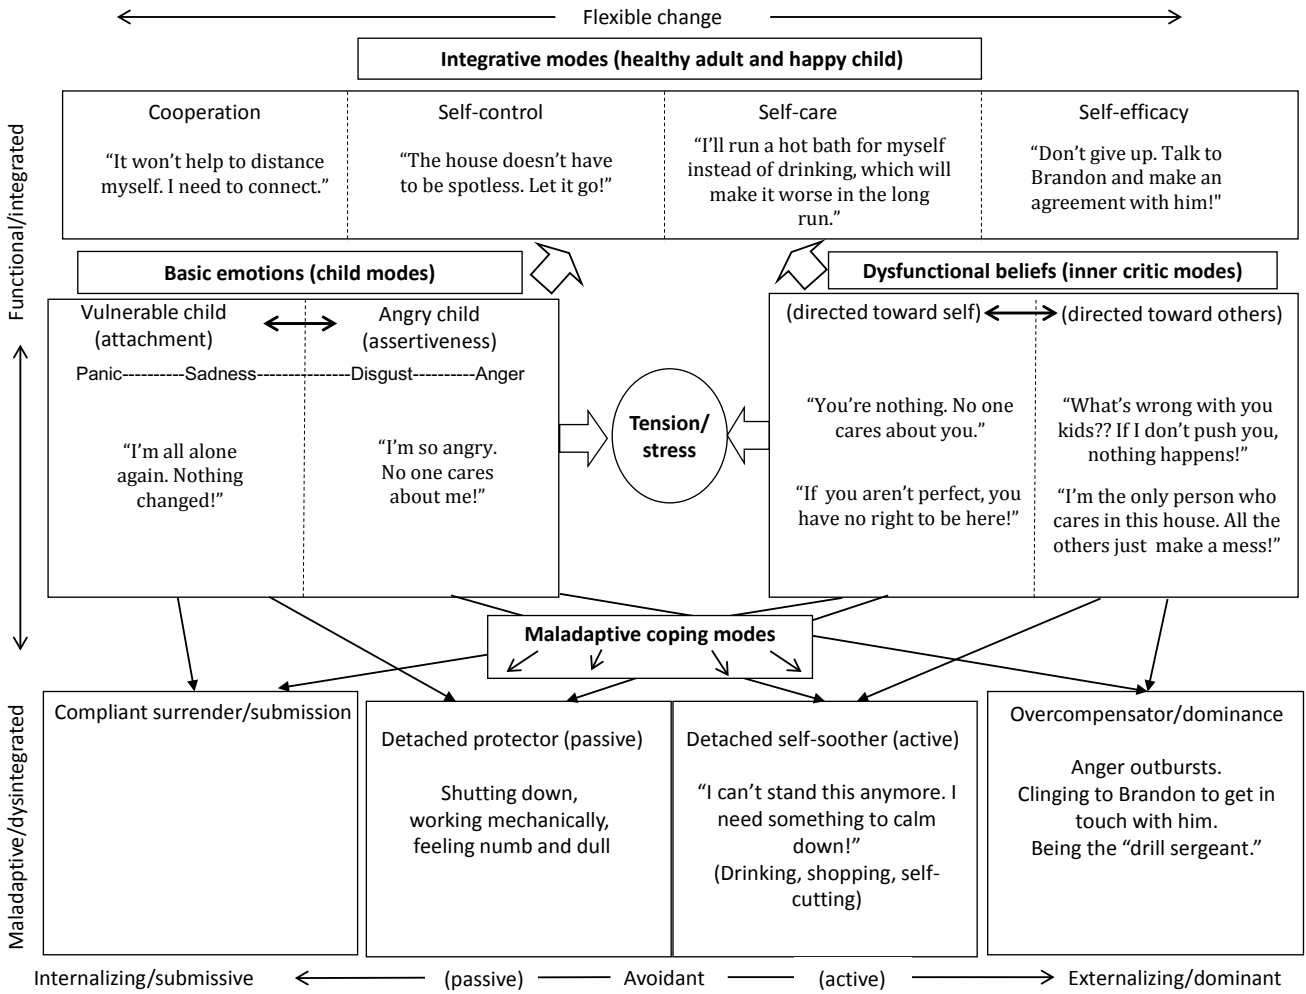 Flexible change
Integrative modes (healthy adult and happy child)
Functional/integrated
Cooperation
“It won’t help to distance
myself. I need to connect.”
Self-control
“The house doesn’t have
to be spotless. Let it go!”
Self-care
“I’ll run a hot bath for myself
instead of drinking, which will
make it worse in the long
run.”
Self-efficacy
“Don’t give up. Talk to
Brandon and make an
agreement with him!"
Basic emotions (child modes)
Vulnerable child
(attachment)
Angry child
(assertiveness)
Panic----------Sadness-------------Disgust---------Anger
“I’m all alone
again. Nothing
changed!”
“I’m so angry.
No one cares
about me!”
Tension/
stress
Dysfunctional beliefs (inner critic modes)
(directed toward self)
(directed toward others)
“You’re nothing. No one
cares about you.”
“If  you aren’t perfect, you
have no right to be here!”
“What’s wrong with you
kids?? If I don’t push you,
nothing happens!”
“I’m the only person who
cares in this house. All the
others just  make a mess!”
Maladaptive coping modes
Maladaptive/dysintegrated
Compliant surrender/submission
Detached protector (passive)
Shutting down,
working mechanically,
feeling numb and dull
Detached self-soother (active)
“I can’t stand this anymore. I
need something to calm
down!”
(Drinking, shopping, self-
cutting)
Overcompensator/dominance
Anger outbursts.
Clinging to Brandon to get in
touch with him.
Being the “drill sergeant.”
Internalizing/submissive
(passive)
Avoidant
(active)
Externalizing/dominant